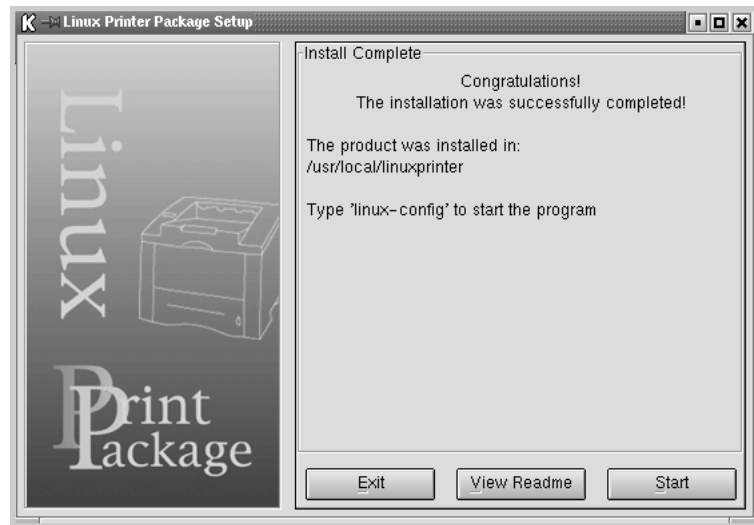 Linux Printer Package Setup
Linux
Print
Package
Install Complete
Congratulations!
The installation was successfully completed!
The product was installed in:
/usr/local/linuxprinter
Type 'linux-config' to start the program
Exit
View Readme
Start